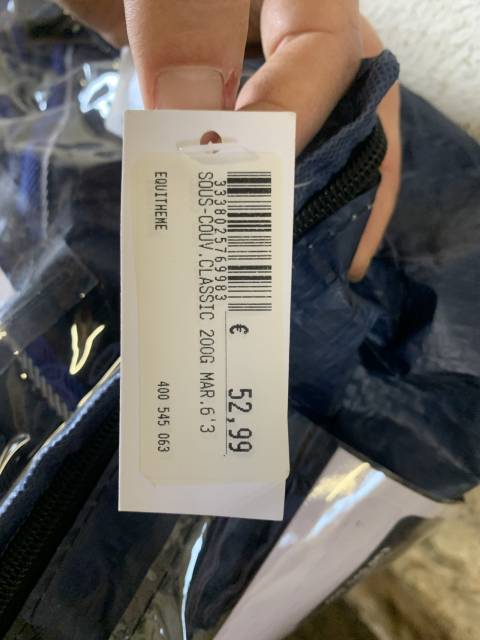 3338025769983
€ 52,99
SOUS-COUV.CLASSIC 200G MAR.6'3
EQUITHEME 400 545 063